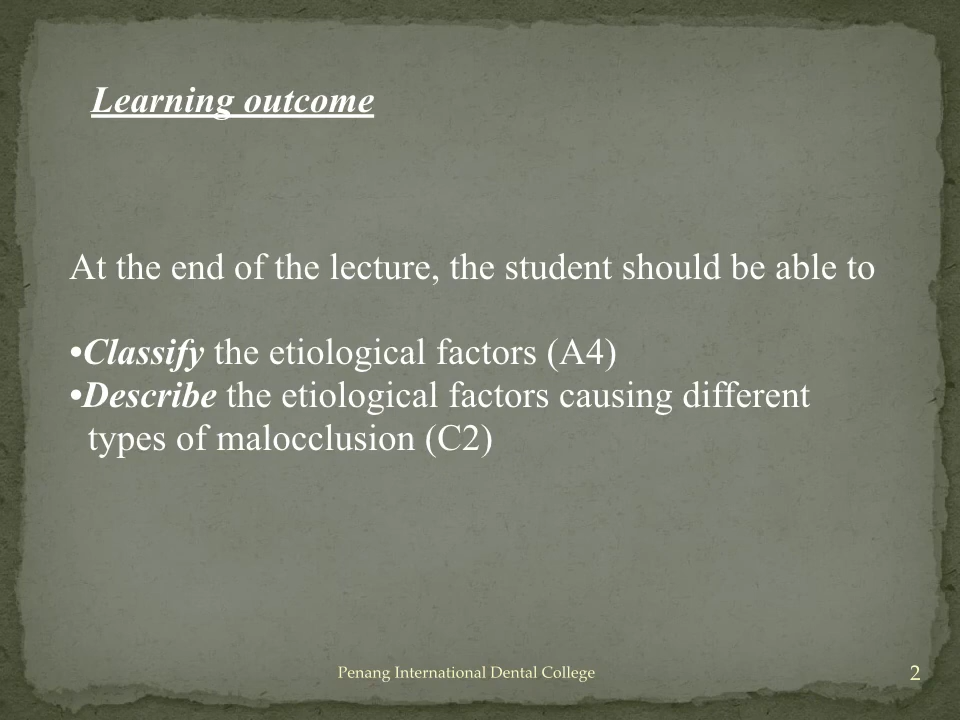 Learning outcome
At the end of the lecture, the student should be able to
•Classify the etiological factors (A4)
•Describe the etiological factors causing different
types of malocclusion (C2)
Penang International Dental College
2